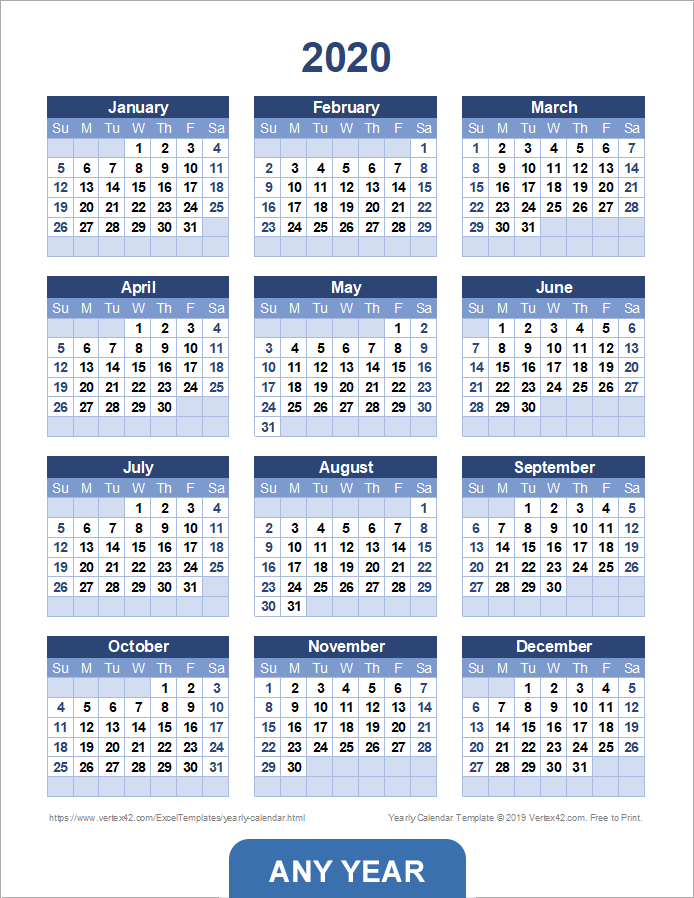 2020
January February March
Su M Tu W Th F Sa Su M Tu W Th F Sa Su M Tu W Th F Sa
1 2 3 4 1 1 2 3 4 5 6 7
5 6 7 8 9 10 11 2 3 4 5 6 7 8 8 9 10 11 12 13 14
12 13 14 15 16 17 18 9 10 11 12 13 14 15 15 16 17 18 19 20 21
19 20 21 22 23 24 25 16 17 18 19 20 21 22 22 23 24 25 26 27 28
26 27 28 29 30 31 23 24 25 26 27 28 29 29 30 31
April May June
Su M Tu W Th F Sa Su M Tu W Th F Sa Su M Tu W Th F Sa
1 2 3 4 1 2 1 2 3 4 5 6
5 6 7 8 9 10 11 3 4 5 6 7 8 9 7 8 9 10 11 12 13
12 13 14 15 16 17 18 10 11 12 13 14 15 16 14 15 16 17 18 19 20
19 20 21 22 23 24 25 17 18 19 20 21 22 23 21 22 23 24 25 26 27
26 27 28 29 30 24 25 26 27 28 29 30 28 29 30
31
July August September
Su M Tu W Th F Sa Su M Tu W Th F Sa Su M Tu W Th F Sa
1 2 3 4 1 1 2 3 4 5
5 6 7 8 9 10 11 2 3 4 5 6 7 8 6 7 8 9 10 11 12
12 13 14 15 16 17 18 9 10 11 12 13 14 15 13 14 15 16 17 18 19
19 20 21 22 23 24 25 16 17 18 19 20 21 22 20 21 22 23 24 25 26
26 27 28 29 30 31 23 24 25 26 27 28 29 27 28 29 30
30 31
October November December
Su M Tu W Th F Sa Su M Tu W Th F Sa Su M Tu W Th F Sa
1 2 3 1 2 3 4 5 6 7 1 2 3 4 5
4 5 6 7 8 9 10 8 9 10 11 12 13 14 6 7 8 9 10 11 12
11 12 13 14 15 16 17 15 16 17 18 19 20 21 13 14 15 16 17 18 19
18 19 20 21 22 23 24 22 23 24 25 26 27 28 20 21 22 23 24 25 26
25 26 27 28 29 30 31 29 30 27 28 29 30 31
https://www.vertex42.com/ExcelTemplates/yearly-calendar.html Yearly Calendar Template © 2019 Vertex42.com. Free to Print.
ANY YEAR